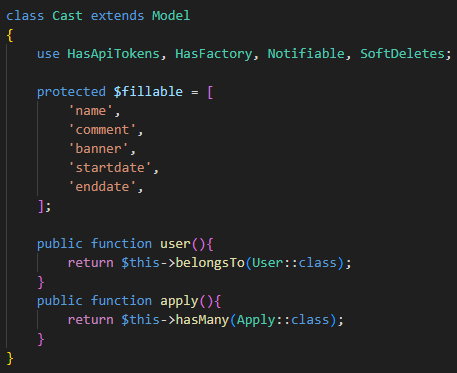 class Cast extends Model
{
    use HasApiTokens, HasFactory, Notifiable, SoftDeletes;

    protected $fillable = [
        'name',
        'comment',
        'banner',
        'startdate',
        'enddate',
    ];

    public function user(){
        return $this->belongsTo(User::class);
    }
    public function apply(){
        return $this->hasMany(Apply::class);
    }
}